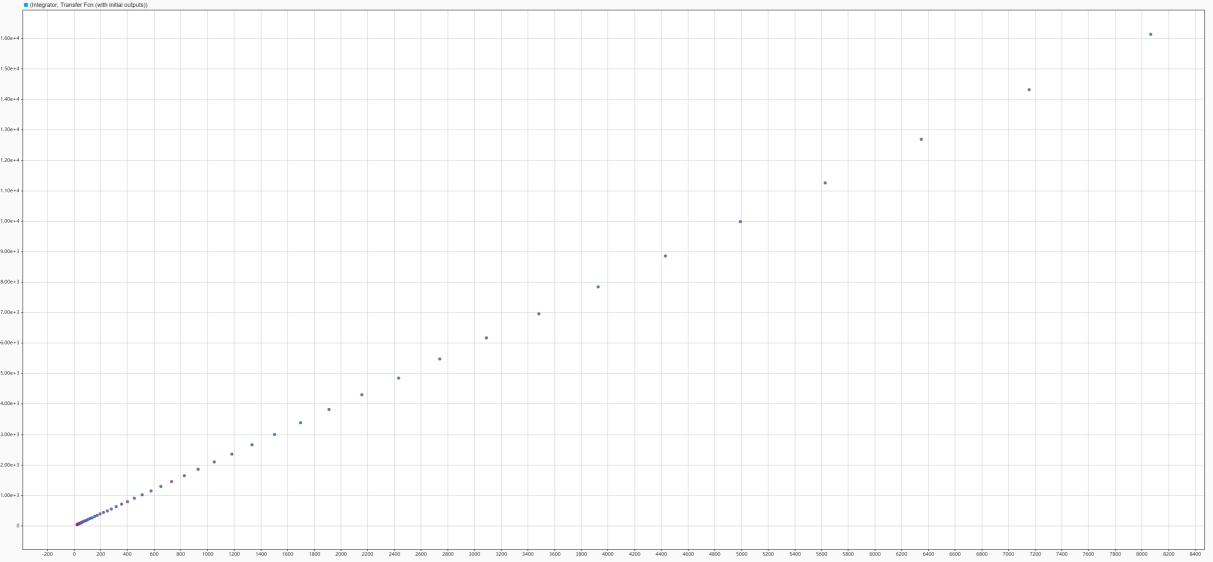 (Integrator, Transfer Fcn (with initial outputs))
1.60e+4
1.50e+4
1.40e+4
1.30e+4
1.20e+4
1.10e+4
1.00e+4
9.00e+3
8.00e+3
7.00e+3
6.00e+3
5.00e+3
4.00e+3
3.00e+3
2.00e+3
1.00e+3
0
-200 0 200 400 600 800 1000 1200 1400 1600 1800 2000 2200 2400 2600 2800 3000 3200 3400 3600 3800 4000 4200 4400 4600 4800 5000 5200 5400 5600 5800 6000 6200 6400 6600 6800 7000 7200 7400 7600 7800 8000 8200 8400